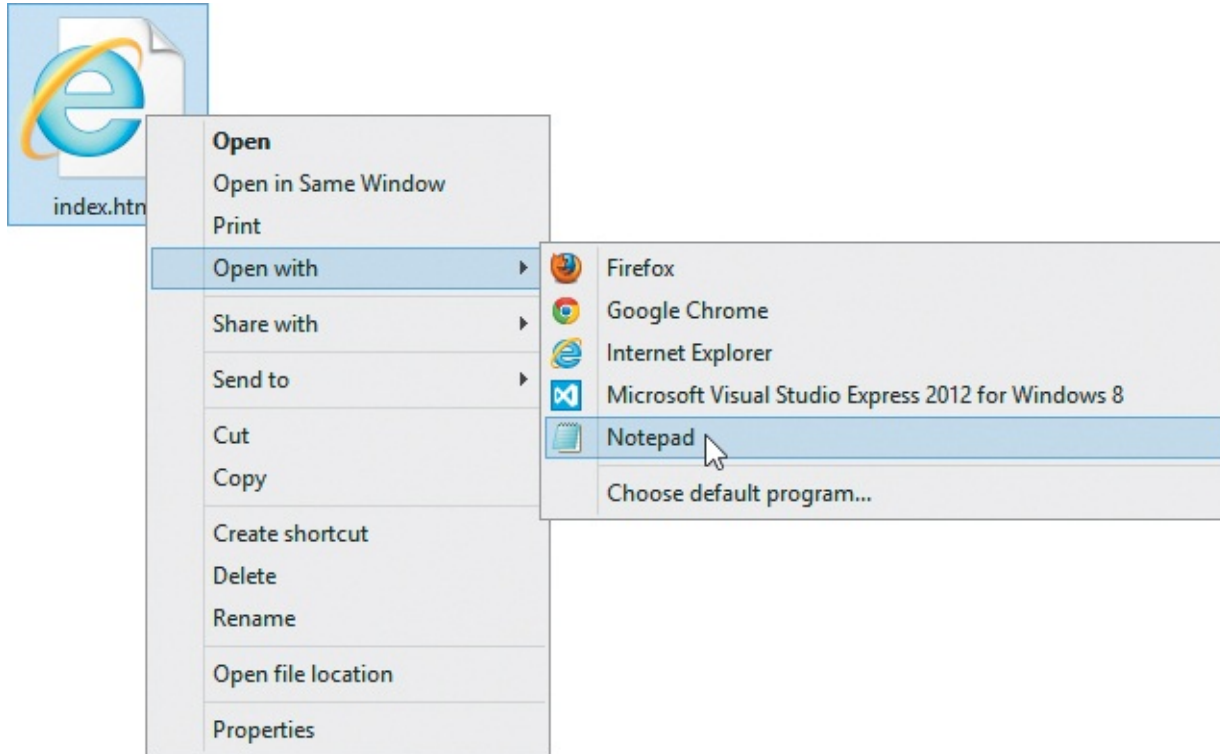 index.htm
Open
Open in Same Window
Print
Open with
Share with
Send to
Cut
Copy
Create shortcut
Delete
Rename
Open file location
Properties
Firefox
Google Chrome
Internet Explorer
Microsoft Visual Studio Express 2012 for Windows 8
Notepad
Choose default program...